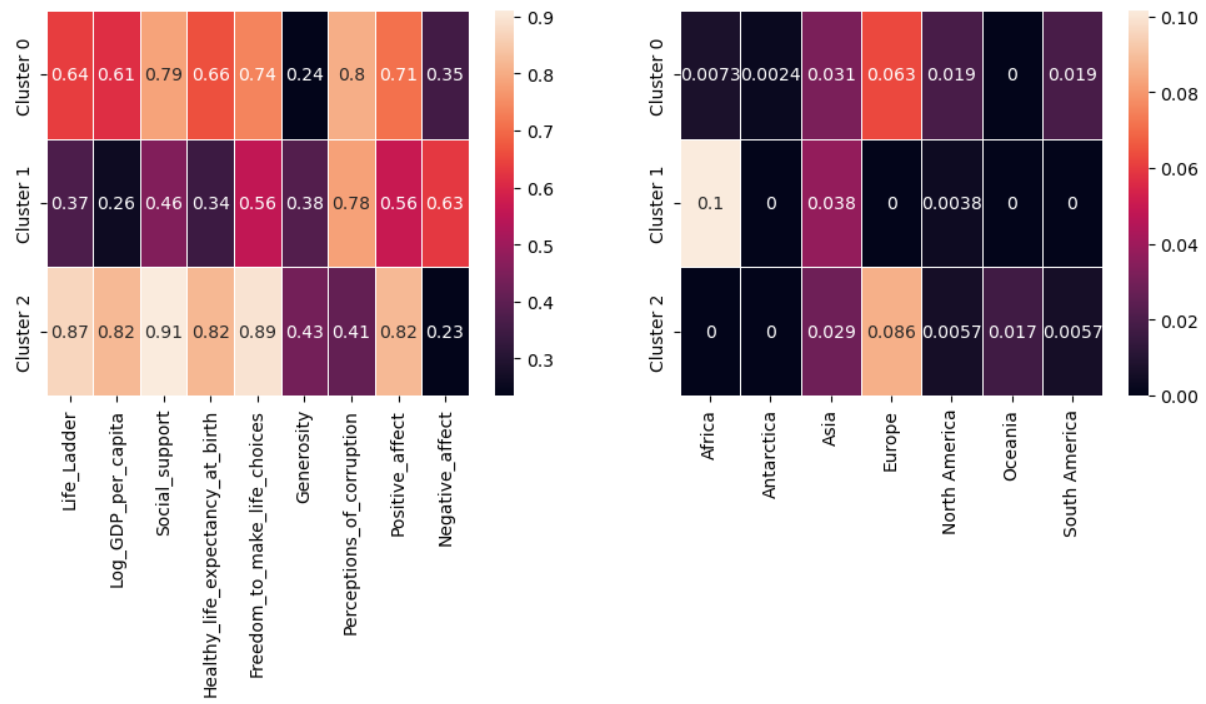 Cluster 0
0.64 0.61 0.79 0.66 0.74 0.24 0.8 0.71 0.35
Cluster 1
0.37 0.26 0.46 0.34 0.56 0.38 0.78 0.56 0.63
Cluster 2
0.87 0.82 0.91 0.82 0.89 0.43 0.41 0.82 0.23
Life_Ladder
Log_GDP_per_capita
Social_support
Healthy_life_expectancy_at_birth
Freedom_to_make_life_choices
Generosity
Perceptions_of_corruption
Positive_affect
Negative_affect
0.9
0.8
0.7
0.6
0.5
0.4
0.3
Cluster 0
0.0073 0.0024 0.031 0.063 0.019 0 0.019
Cluster 1
0.1 0 0.038 0 0.0038 0 0
Cluster 2
0 0 0.029 0.086 0.0057 0.017 0.0057
Africa
Antarctica
Asia
Europe
North America
Oceania
South America
0.10
0.08
0.06
0.04
0.02
0.00